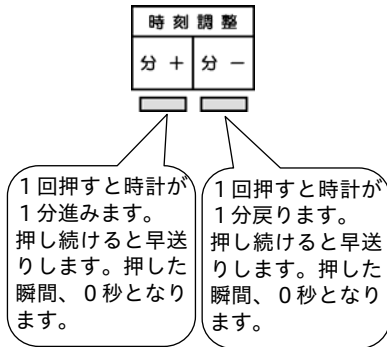 時刻調整
分 ＋ 分 －
１回押すと時計が
１分進みます。
押し続けると早送
りします。押した
瞬間、０秒となり
ます。
１回押すと時計が
１分戻ります。
押し続けると早送
りします。押した
瞬間、０秒となり
ます。